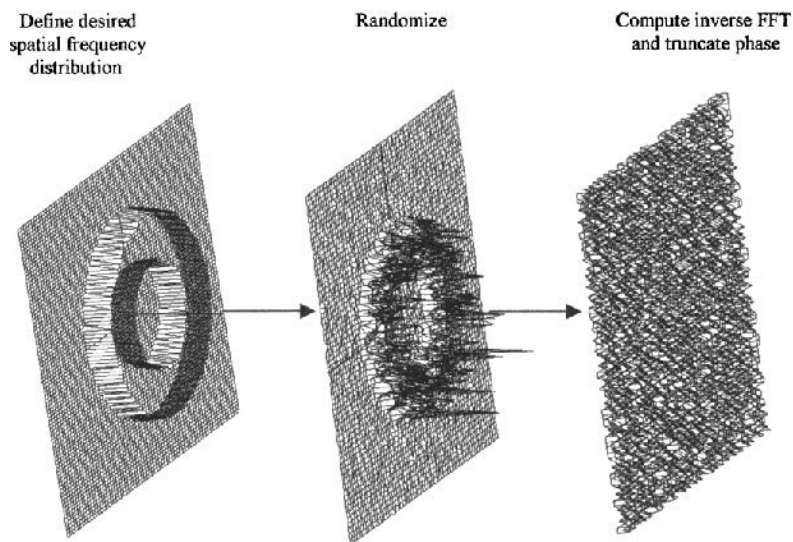 Define desired
spatial frequency
distribution
Randomize
Compute inverse FFT
and truncate phase